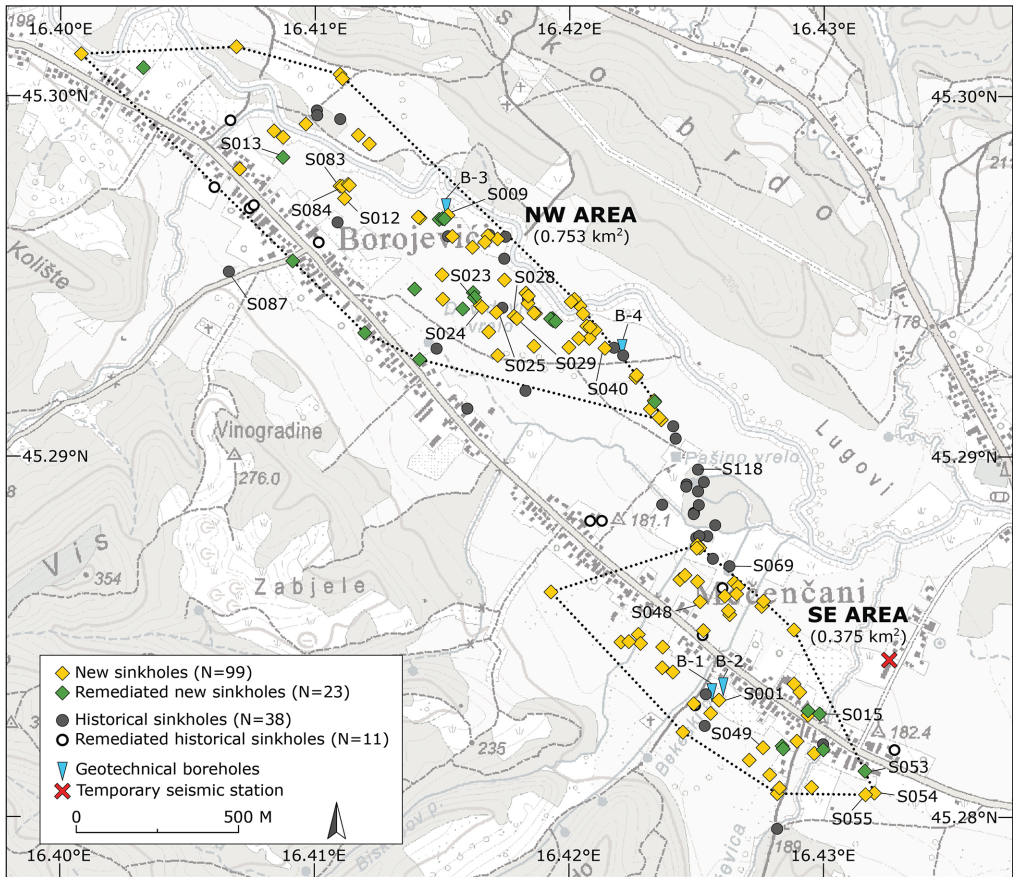 198
16.40°E
16.41°E
16.42°E
16.43°E
45.30°N
45.30°N
s
k
o
b
r
d
o
S013
S083
S084
S012
B-3
S009
NW AREA
(0.753 km²)
Borojevići
Kolište
S087
S023
S028
S024
S025
S029
B-4
S040
178
Vinogradine
276.0
45.29°N
45.29°N
Pašino vrelo
Lugovi
S118
181.1
8
Vis
354
Zabjele
S069
S048
Mečenčani
SE AREA
(0.375 km²)
B-1
B-2
S001
S015
S049
182.4
S053
S054
S055
235
189
New sinkholes (N=99)
Remediated new sinkholes (N=23)
Historical sinkholes (N=38)
Remediated historical sinkholes (N=11)
Geotechnical boreholes
Temporary seismic station
0
500 M
45.28°N
16.40°E
16.41°E
16.42°E
16.43°E